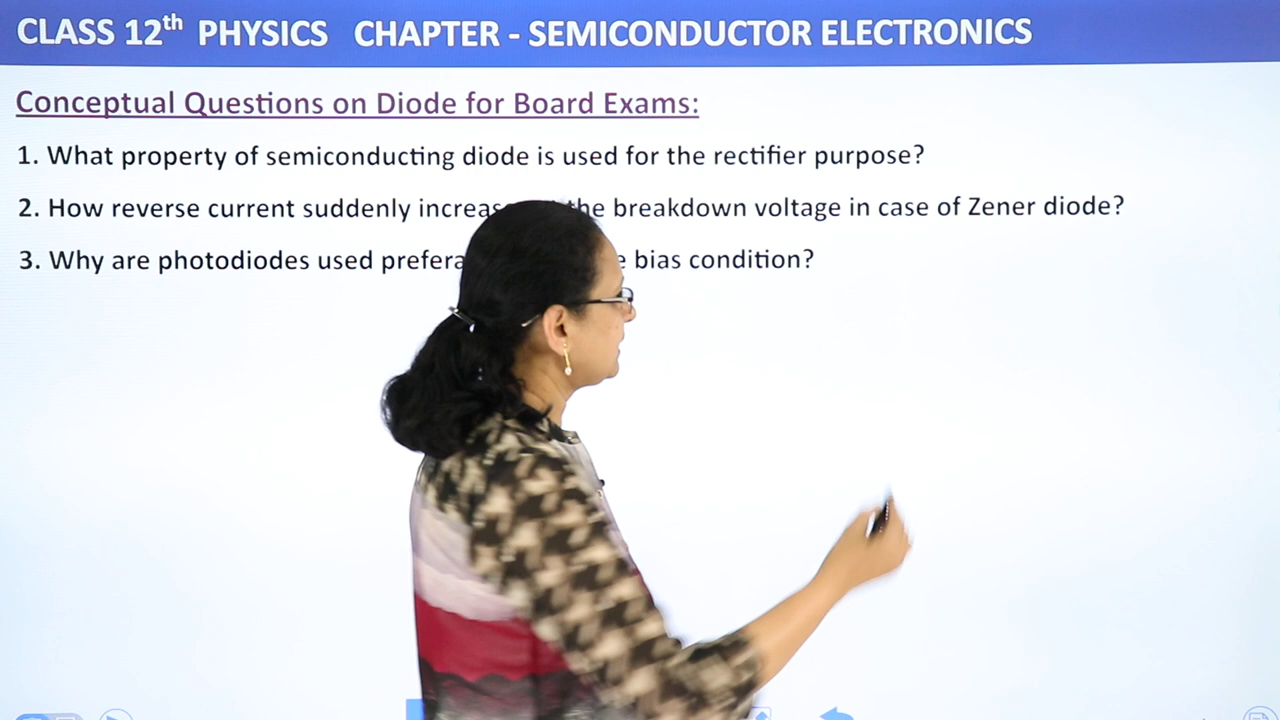 CLASS 12th PHYSICS CHAPTER - SEMICONDUCTOR ELECTRONICS
Conceptual Questions on Diode for Board Exams:
1. What property of semiconducting diode is used for the rectifier purpose?
2. How reverse current suddenly the breakdown voltage in case of Zener diode?
3. Why are photodiodes used bias condition?